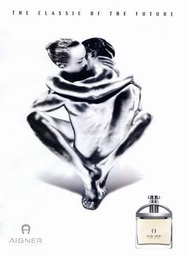 THE CLASSIC OF THE FUTURE
AIGNER